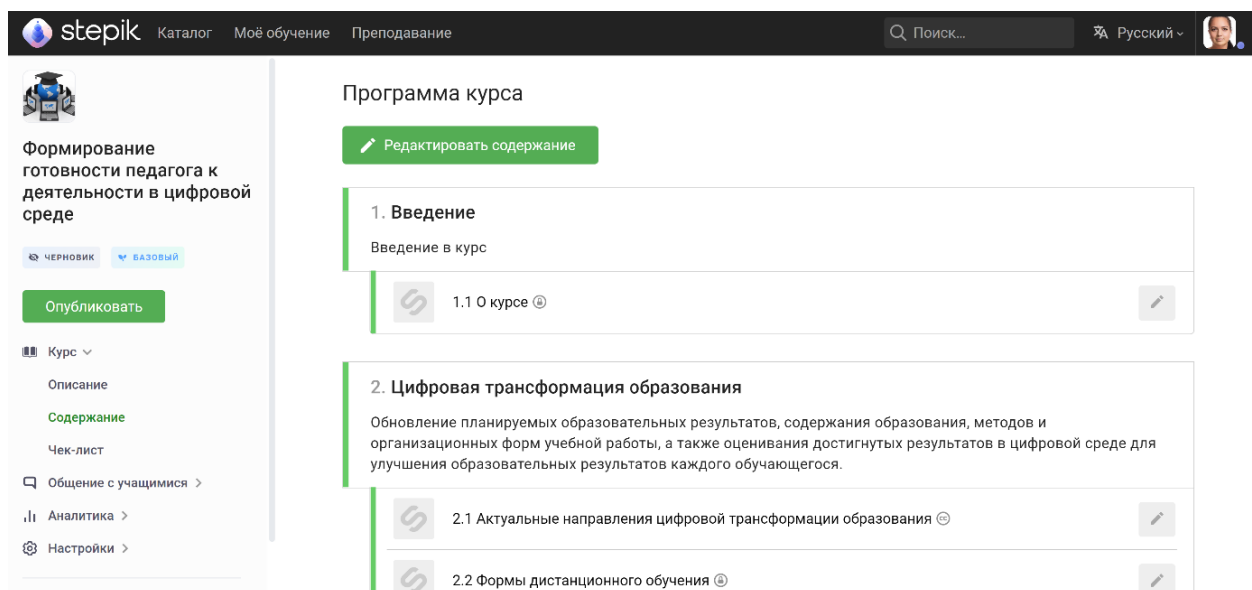 stepik Каталог Моё обучение Преподавание Поиск... Русский
Формирование
готовности педагога к
деятельности в цифровой
среде
ЧЕРНОВИК БАЗОВЫЙ
Опубликовать
Курс
Описание
Содержание
Чек-лист
Общение с учащимися
Аналитика
Настройки
Программа курса
Редактировать содержание
1. Введение
Введение в курс
1.1 О курсе
2. Цифровая трансформация образования
Обновление планируемых образовательных результатов, содержания образования, методов и
организационных форм учебной работы, а также оценивания достигнутых результатов в цифровой среде для
улучшения образовательных результатов каждого обучающегося.
2.1 Актуальные направления цифровой трансформации образования
2.2 Формы дистанционного обучения